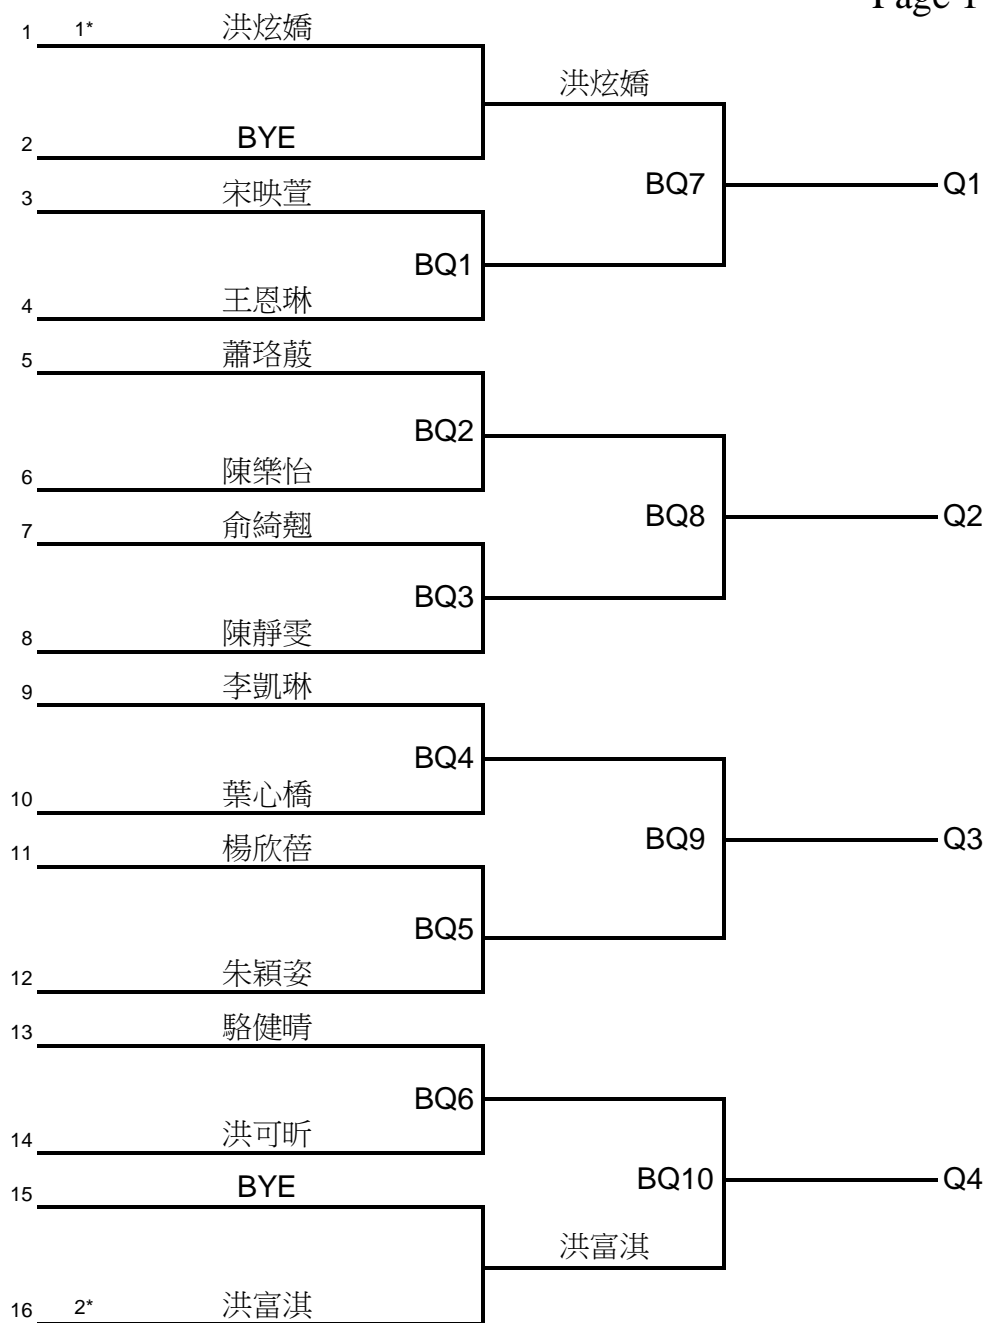 Page 1
1 1* 洪炫嬌
洪炫嬌
2 BYE
BQ7 Q1
3 宋映萱
BQ1
4 王恩琳
5 蕭珞蒑
BQ2
6 陳樂怡
BQ8 Q2
7 俞綺翹
BQ3
8 陳靜雯
9 李凱琳
BQ4
10 葉心橋
BQ9 Q3
11 楊欣蓓
BQ5
12 朱穎姿
13 駱健晴
BQ6
14 洪可昕
BQ10 Q4
15 BYE
洪富淇
16 2* 洪富淇